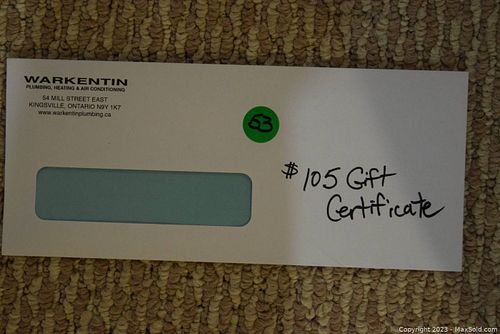 WARKENTIN
PLUMBING, HEATING & AIR CONDITIONING
54 MILL STREET EAST
KINGSVILLE, ONTARIO N9Y 1K7
www.warkentinplumbing.ca
53
$105 Gift
Certificate
Copyright 2023 - MaxSold.com